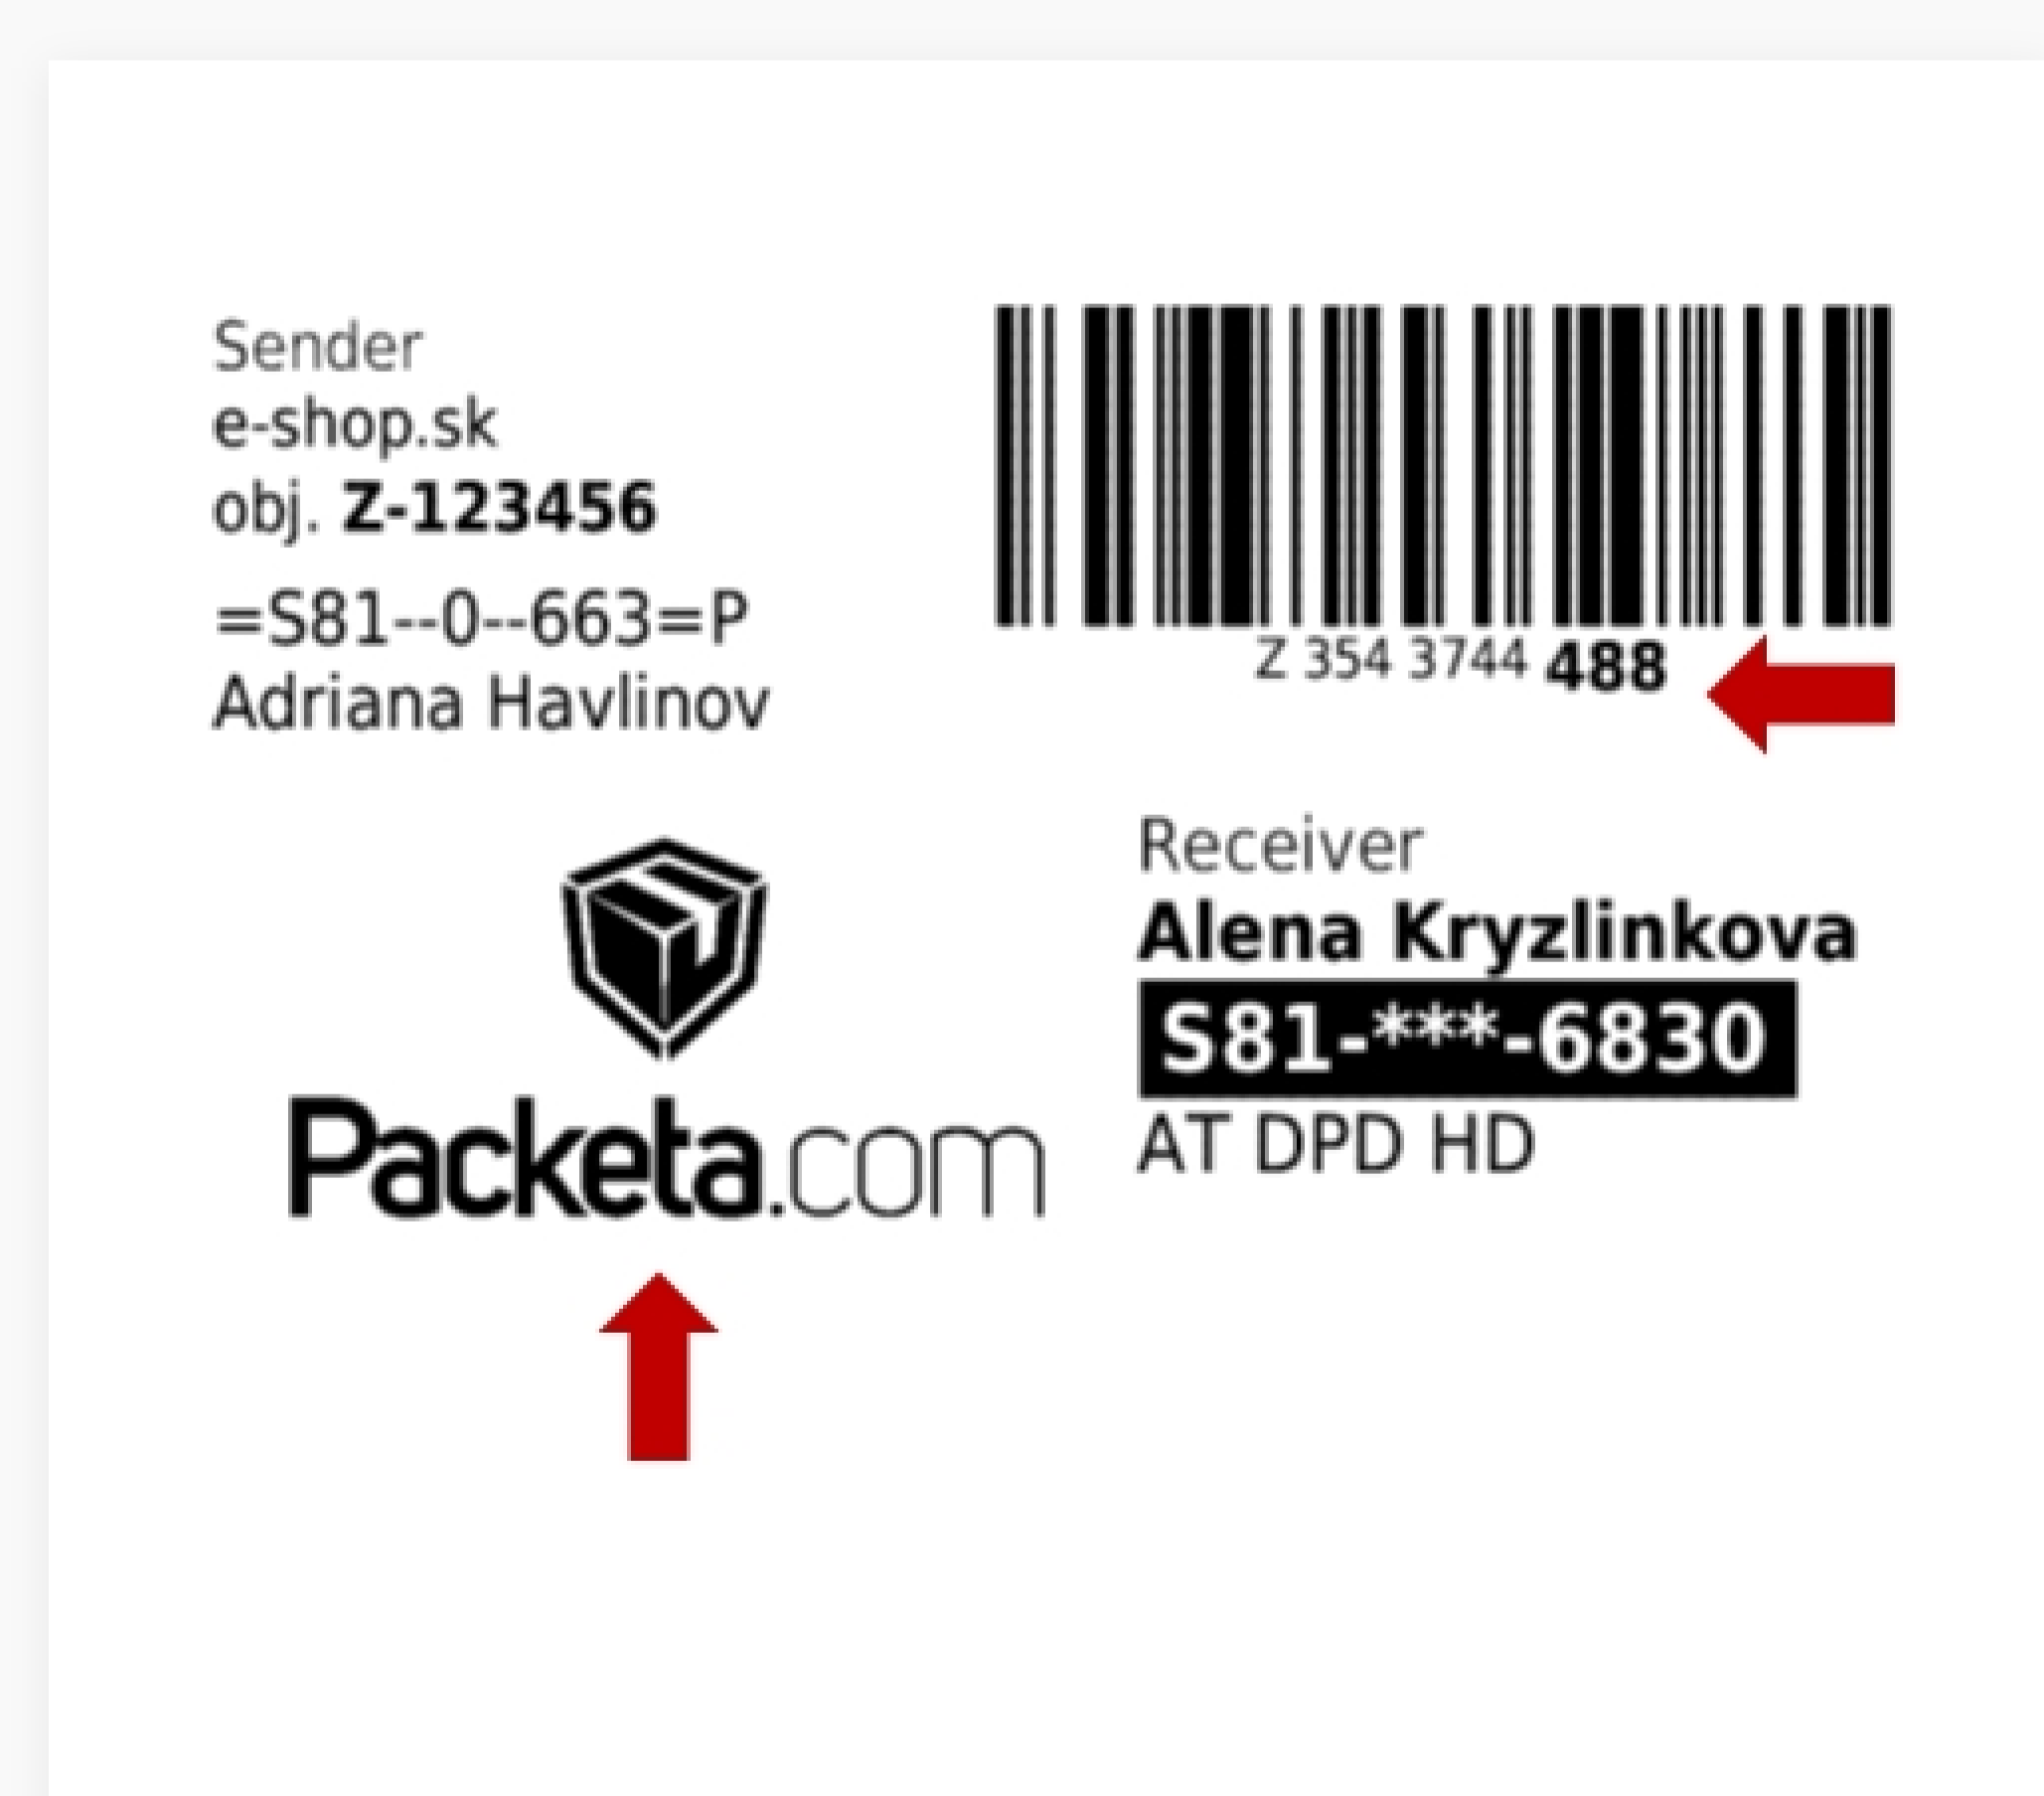 Sender
e-shop.sk
obj. Z-123456
=S81--0--663=P
Adriana Havlinov
Z 354 3744 488
Packeta.com
Receiver
Alena Kryzlinkova
S81-***-6830
AT DPD HD